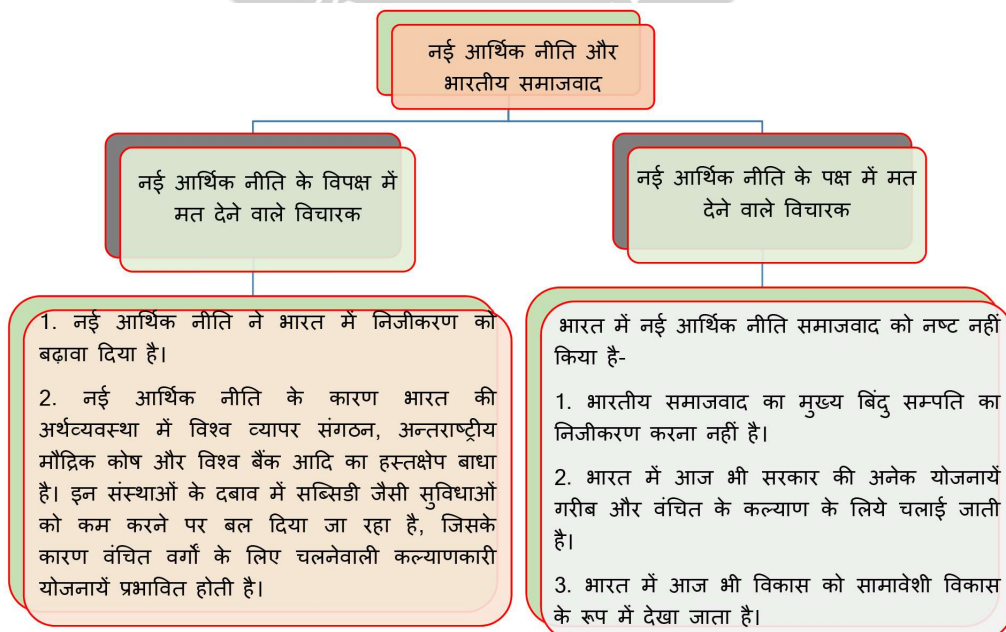 नई आर्थिक नीति और
भारतीय समाजवाद
नई आर्थिक नीति के विपक्ष में
मत देने वाले विचारक
नई आर्थिक नीति के पक्ष में मत
देने वाले विचारक
1. नई आर्थिक नीति ने भारत में निजीकरण को
बढ़ावा दिया है।
2. नई आर्थिक नीति के कारण भारत की
अर्थव्यवस्था में विश्व व्यापर संगठन, अन्तराष्ट्रीय
मौद्रिक कोष और विश्व बैंक आदि का हस्तक्षेप बाधा
है। इन संस्थाओं के दबाव में सब्सिडी जैसी सुविधाओं
को कम करने पर बल दिया जा रहा है, जिसके
कारण वंचित वर्गों के लिए चलनेवाली कल्याणकारी
योजनायें प्रभावित होती है।
भारत में नई आर्थिक नीति समाजवाद को नष्ट नहीं
किया है-
1. भारतीय समाजवाद का मुख्य बिंदु सम्पति का
निजीकरण करना नहीं है।
2. भारत में आज भी सरकार की अनेक योजनायें
गरीब और वंचित के कल्याण के लिये चलाई जाती
है।
3. भारत में आज भी विकास को सामावेशी विकास
के रूप में देखा जाता है।